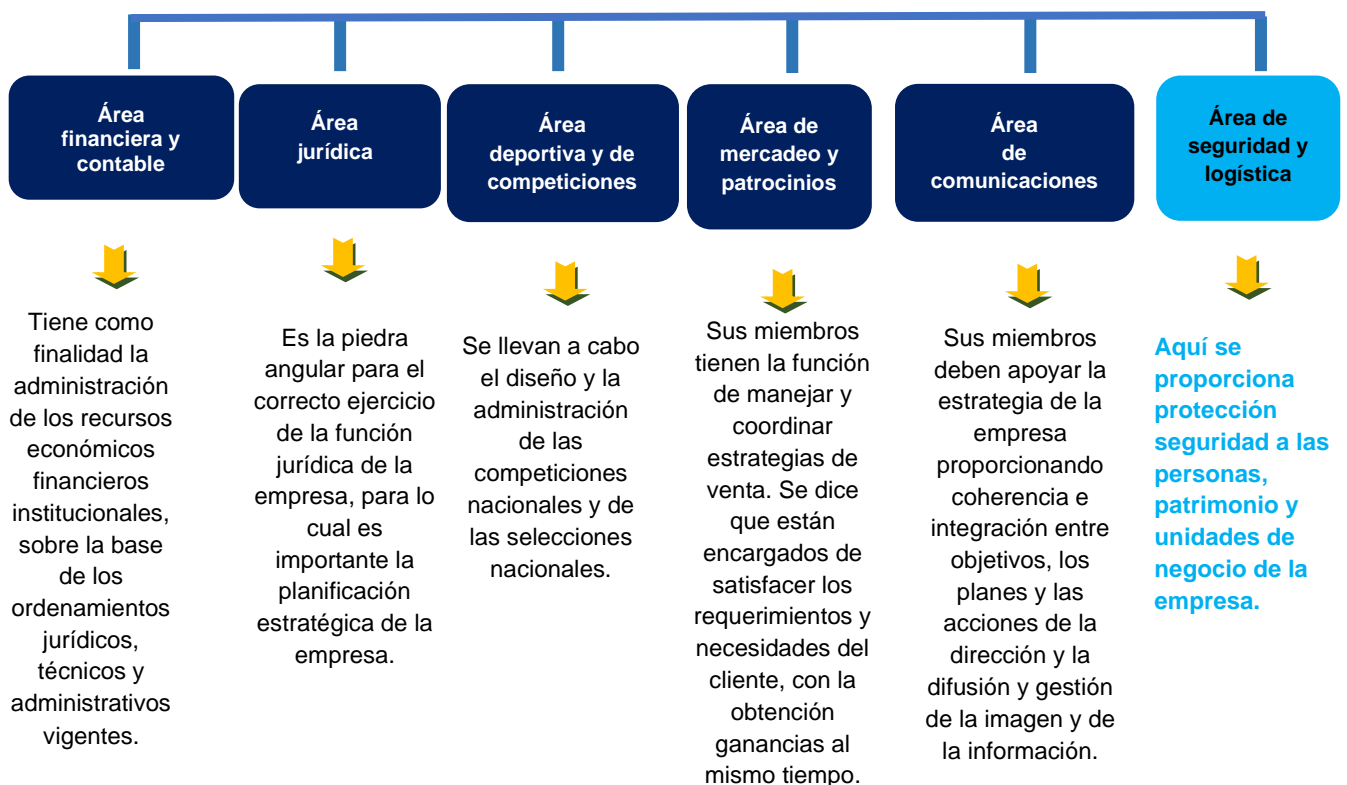 Área
financiera y
contable
Área
jurídica
Área
deportiva y de
competiciones
Área de
mercadeo y
patrocinios
Área
de
comunicaciones
Área de
seguridad y
logística
Tiene como
finalidad la
administración
de los recursos
económicos
financieros
institucionales,
sobre la base
de los
ordenamientos
jurídicos,
técnicos y
administrativos
vigentes.
Es la piedra
angular para el
correcto ejercicio
de la función
jurídica de la
empresa, para lo
cual es
importante la
planificación
estratégica de la
empresa.
Se llevan a cabo
el diseño y la
administración
de las
competiciones
nacionales y de
las selecciones
nacionales.
Sus miembros
tienen la función
de manejar y
coordinar
estrategias de
venta. Se dice
que están
encargados de
satisfacer los
requerimientos y
necesidades del
cliente, con la
obtención
ganancias al
mismo tiempo.
Sus miembros
deben apoyar la
estrategia de la
empresa
proporcionando
coherencia e
integración entre
objetivos, los
planes y las
acciones de la
dirección y la
difusión y gestión
de la imagen y de
la información.
Aquí se
proporciona
protección
seguridad a las
personas,
patrimonio y
unidades de
negocio de la
empresa.